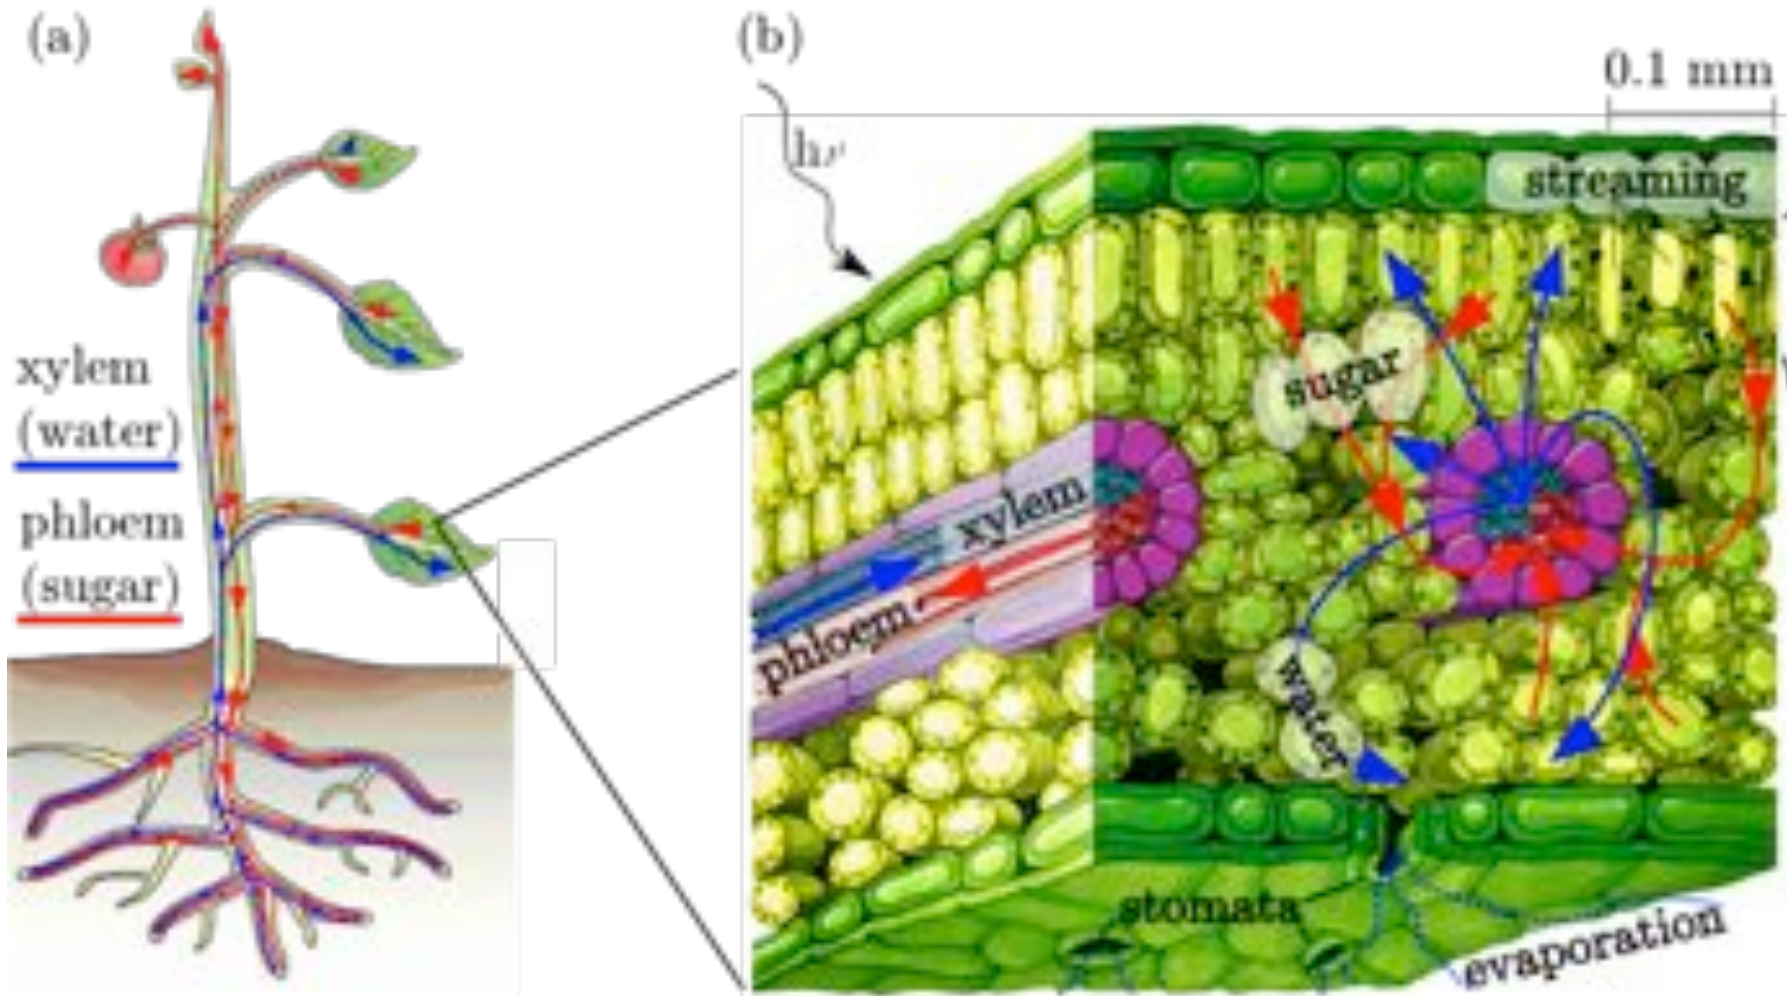 (a)
xylem
(water)
phloem
(sugar)
(b)
0.1 mm
hν
streaming
sugar
xylem
phloem
water
stomata
evaporation